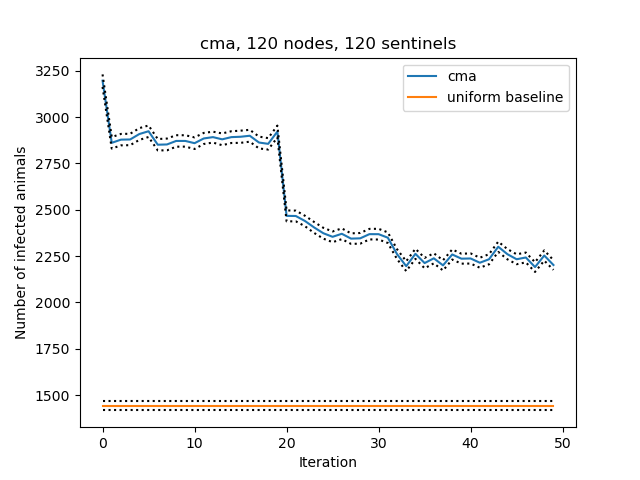 cma, 120 nodes, 120 sentinels
cma
uniform baseline
Number of infected animals
3250
3000
2750
2500
2250
2000
1750
1500
0 10 20 30 40 50
Iteration